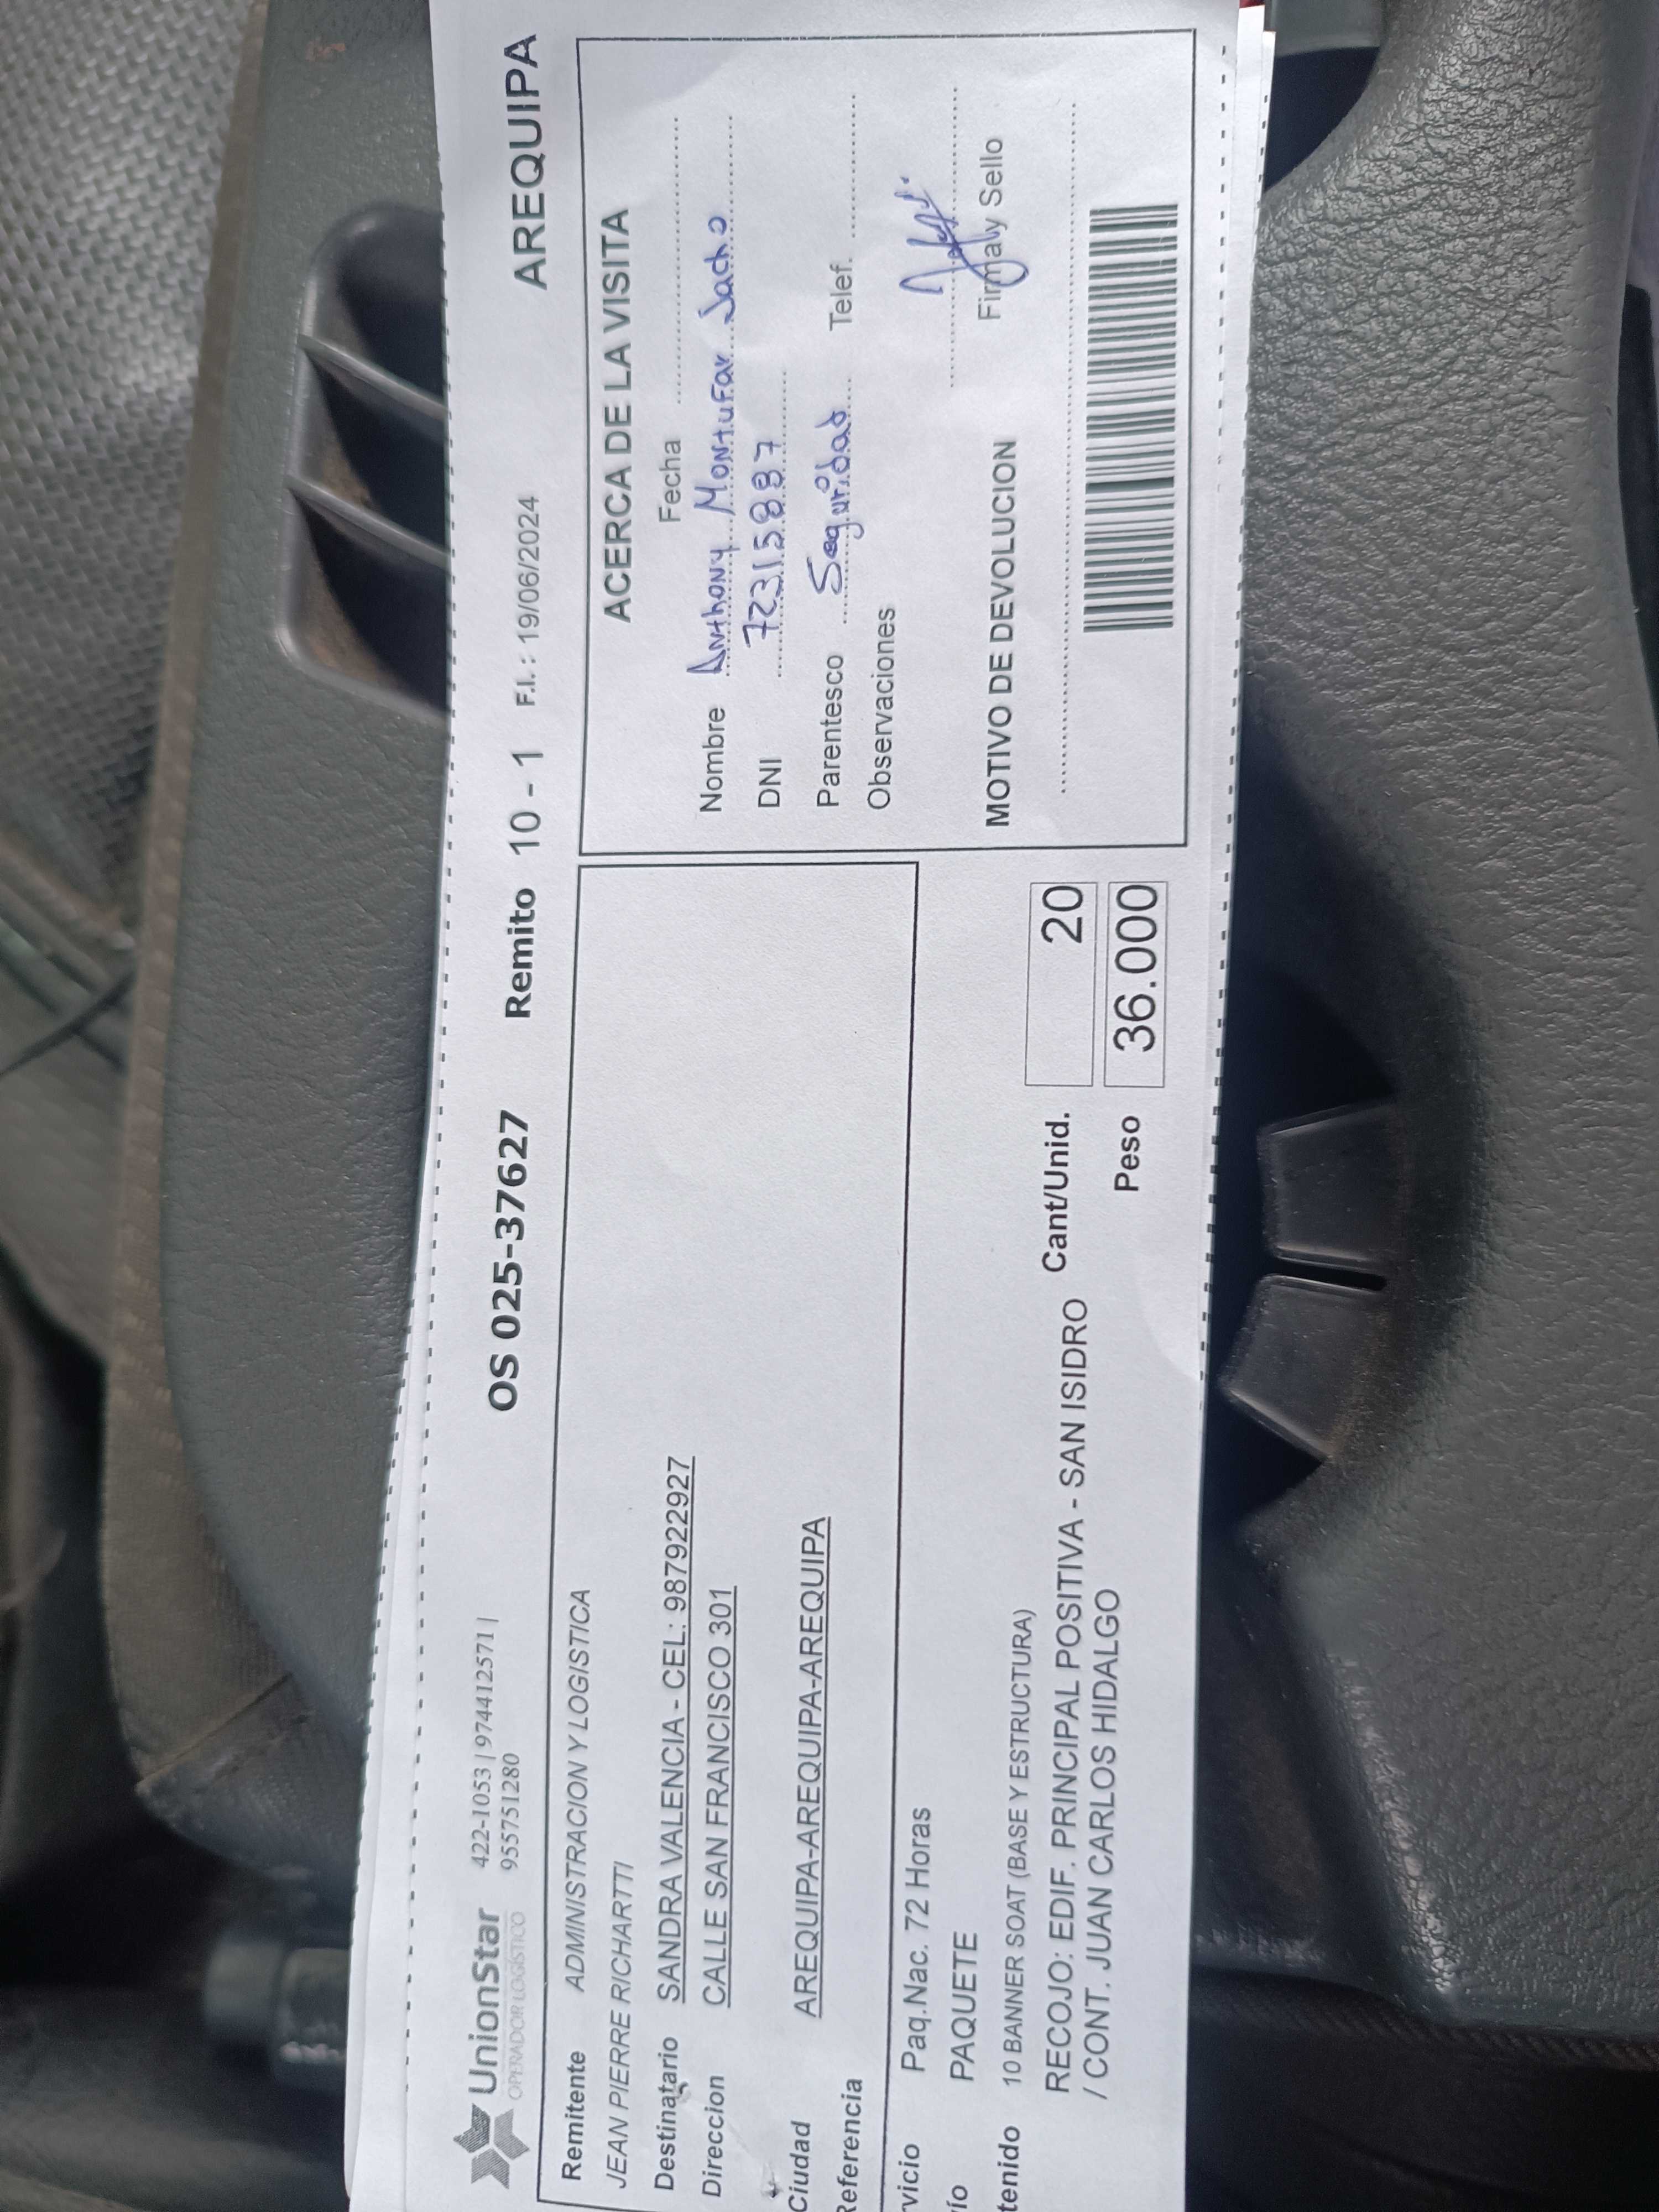 UnionStar
OPERADOR LOGÍSTICO
422-1053 | 974412571 |
955751280
OS 025-37627
Remito 10 - 1 F.I.: 19/06/2024
AREQUIPA
Remitente ADMINISTRACION Y LOGISTICA
JEAN PIERRE RICHARTTI
Destinatario SANDRA VALENCIA - CEL: 987922927
Direccion CALLE SAN FRANCISCO 301
Ciudad AREQUIPA-AREQUIPA-AREQUIPA
Referencia
vicio Paq.Nac. 72 Horas
ío PAQUETE
tenido 10 BANNER SOAT (BASE Y ESTRUCTURA)
RECOJO: EDIF. PRINCIPAL POSITIVA - SAN ISIDRO
/ CONT. JUAN CARLOS HIDALGO
Cant/Unid. 20
Peso 36.000
ACERCA DE LA VISITA
Fecha
Nombre Anthony Montufar Sacho
DNI 72315887
Parentesco Seguridad Telef.
Observaciones
Firma y Sello
MOTIVO DE DEVOLUCION